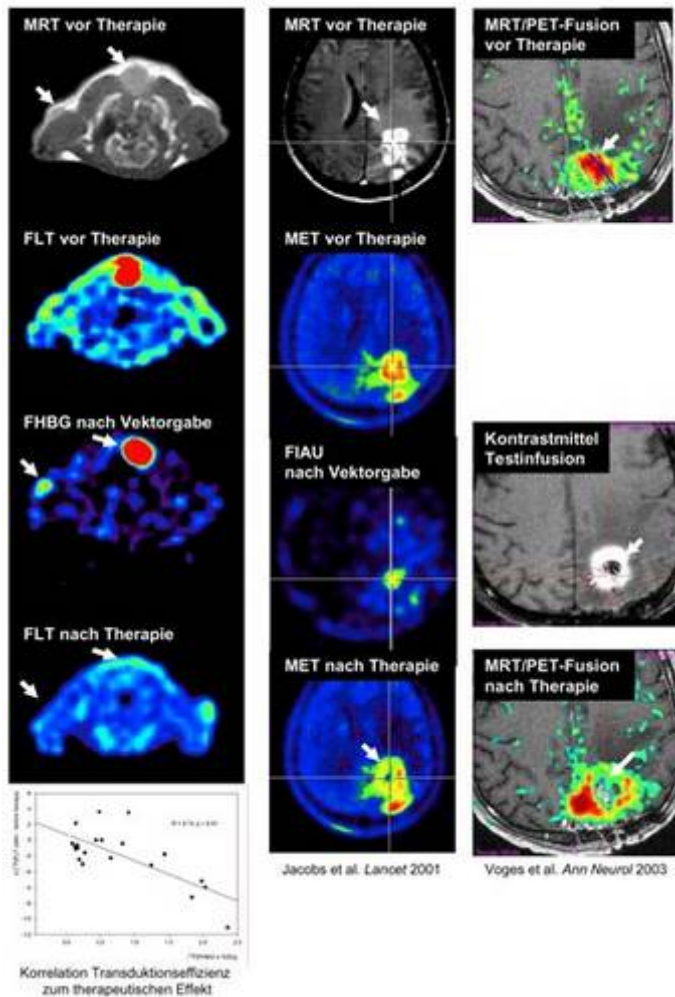 MRT vor Therapie
FLT vor Therapie
FHBG nach Vektorgabe
FLT nach Therapie
Korrelation Transduktionseffizienz
zum therapeutischen Effekt
MRT vor Therapie
MET vor Therapie
FIAU
nach Vektorgabe
MET nach Therapie
Jacobs et al. Lancet 2001
MRT/PET-Fusion
vor Therapie
Kontrastmittel
Testinfusion
MRT/PET-Fusion
nach Therapie
Voges et al. Ann Neurol 2003